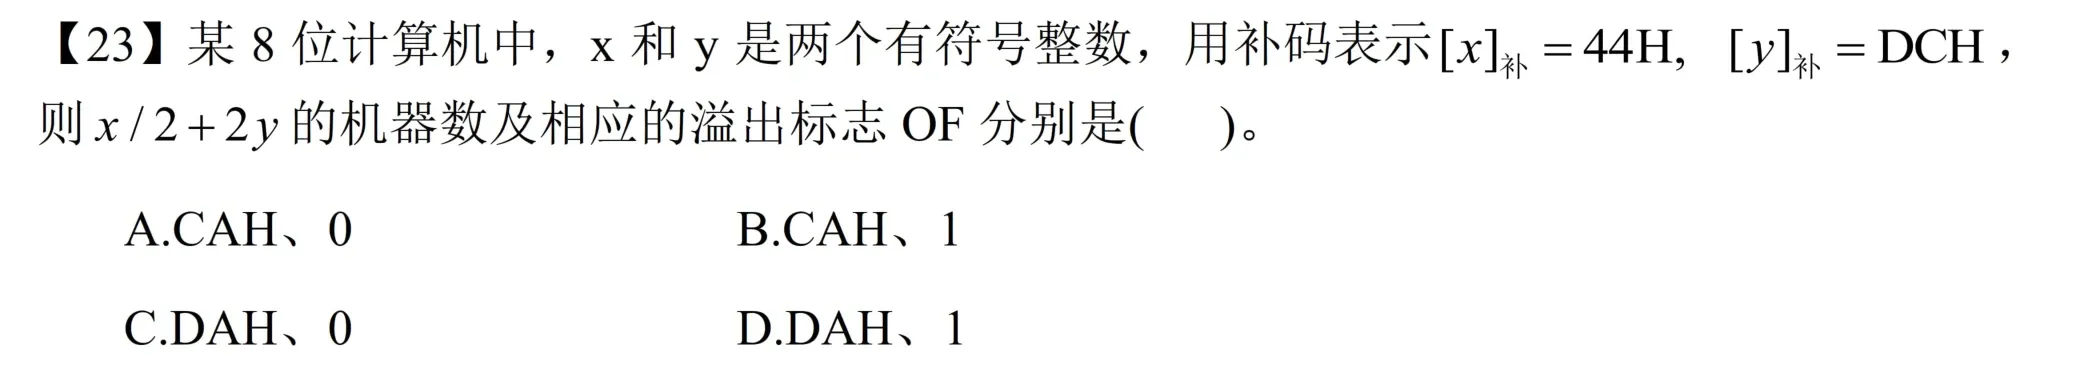 【23】某 8 位计算机中，x 和 y 是两个有符号整数，用补码表示[x]补 = 44H, [y]补 = DCH，
则 x / 2 + 2y 的机器数及相应的溢出标志 OF 分别是( )。
A.CAH、0 B.CAH、1
C.DAH、0 D.DAH、1